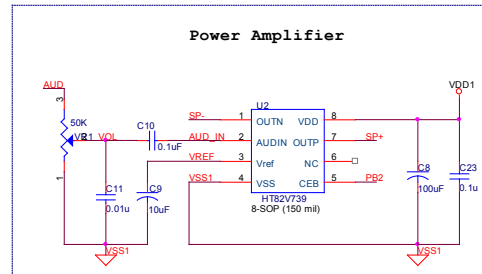 Power Amplifier
AUD
VDD1
3
50K
VR1
2
VOL
1
C10
0.1uF
AUD_IN
SP-
VREF
VSS1
C11
0.01u
C9
10uF
VSS1
U2
1 OUTN VDD 8
2 AUDIN OUTP 7
3 Vref NC 6
4 VSS CEB 5
HT82V739
8-SOP (150 mil)
SP+
PB2
C8
100uF
C23
0.1u
VSS1